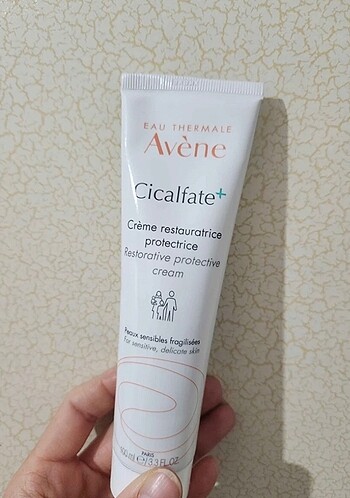 EAU THERMALE
Avène
Cicalfate+
Crème restauratrice
protectrice
Restorative protective
cream
Peaux sensibles fragilisées
For sensitive, delicate skin
PARIS
100 ml ℮/3.3 FL OZ